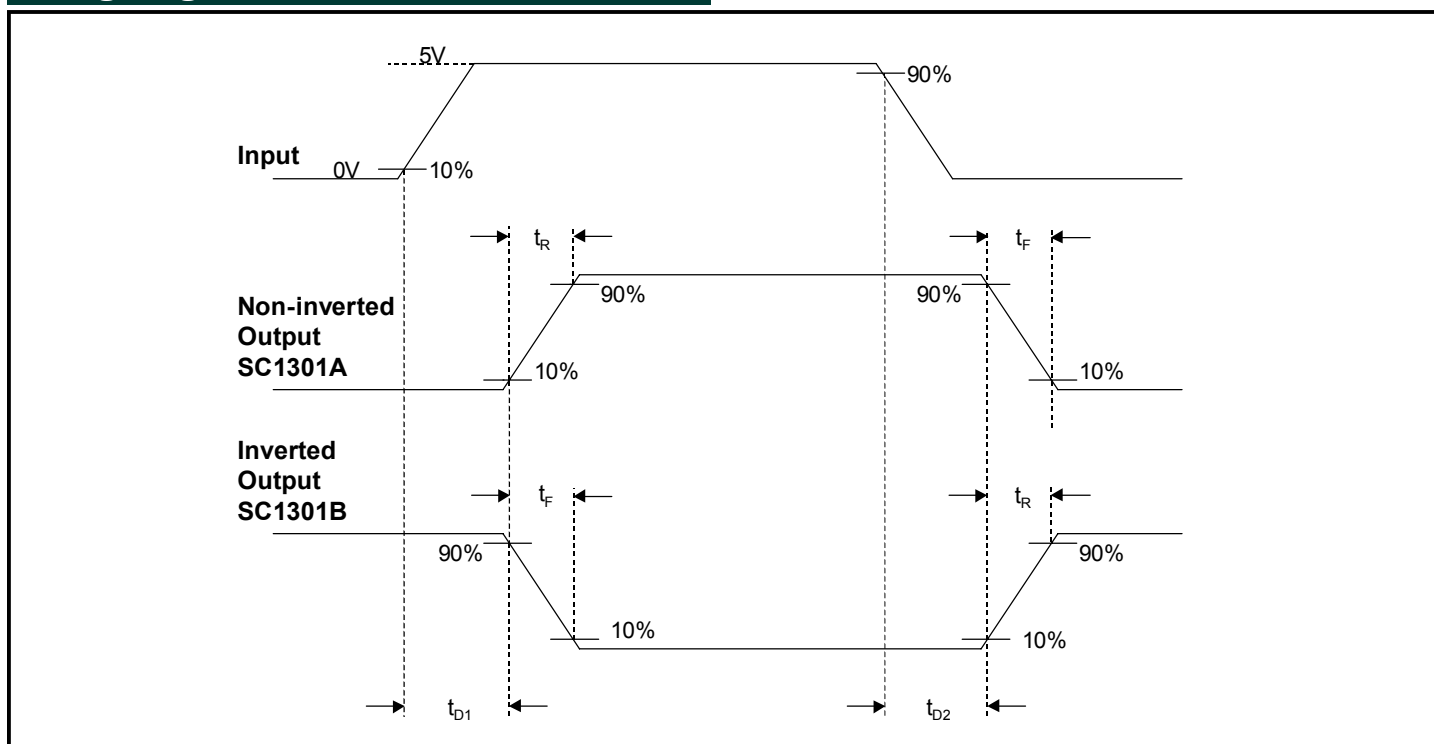 5V
90%
Input
0V
10%
tR
tF
90%
90%
Non-inverted
Output
SC1301A
10%
10%
Inverted
Output
SC1301B
tF
tR
90%
90%
10%
10%
tD1
tD2